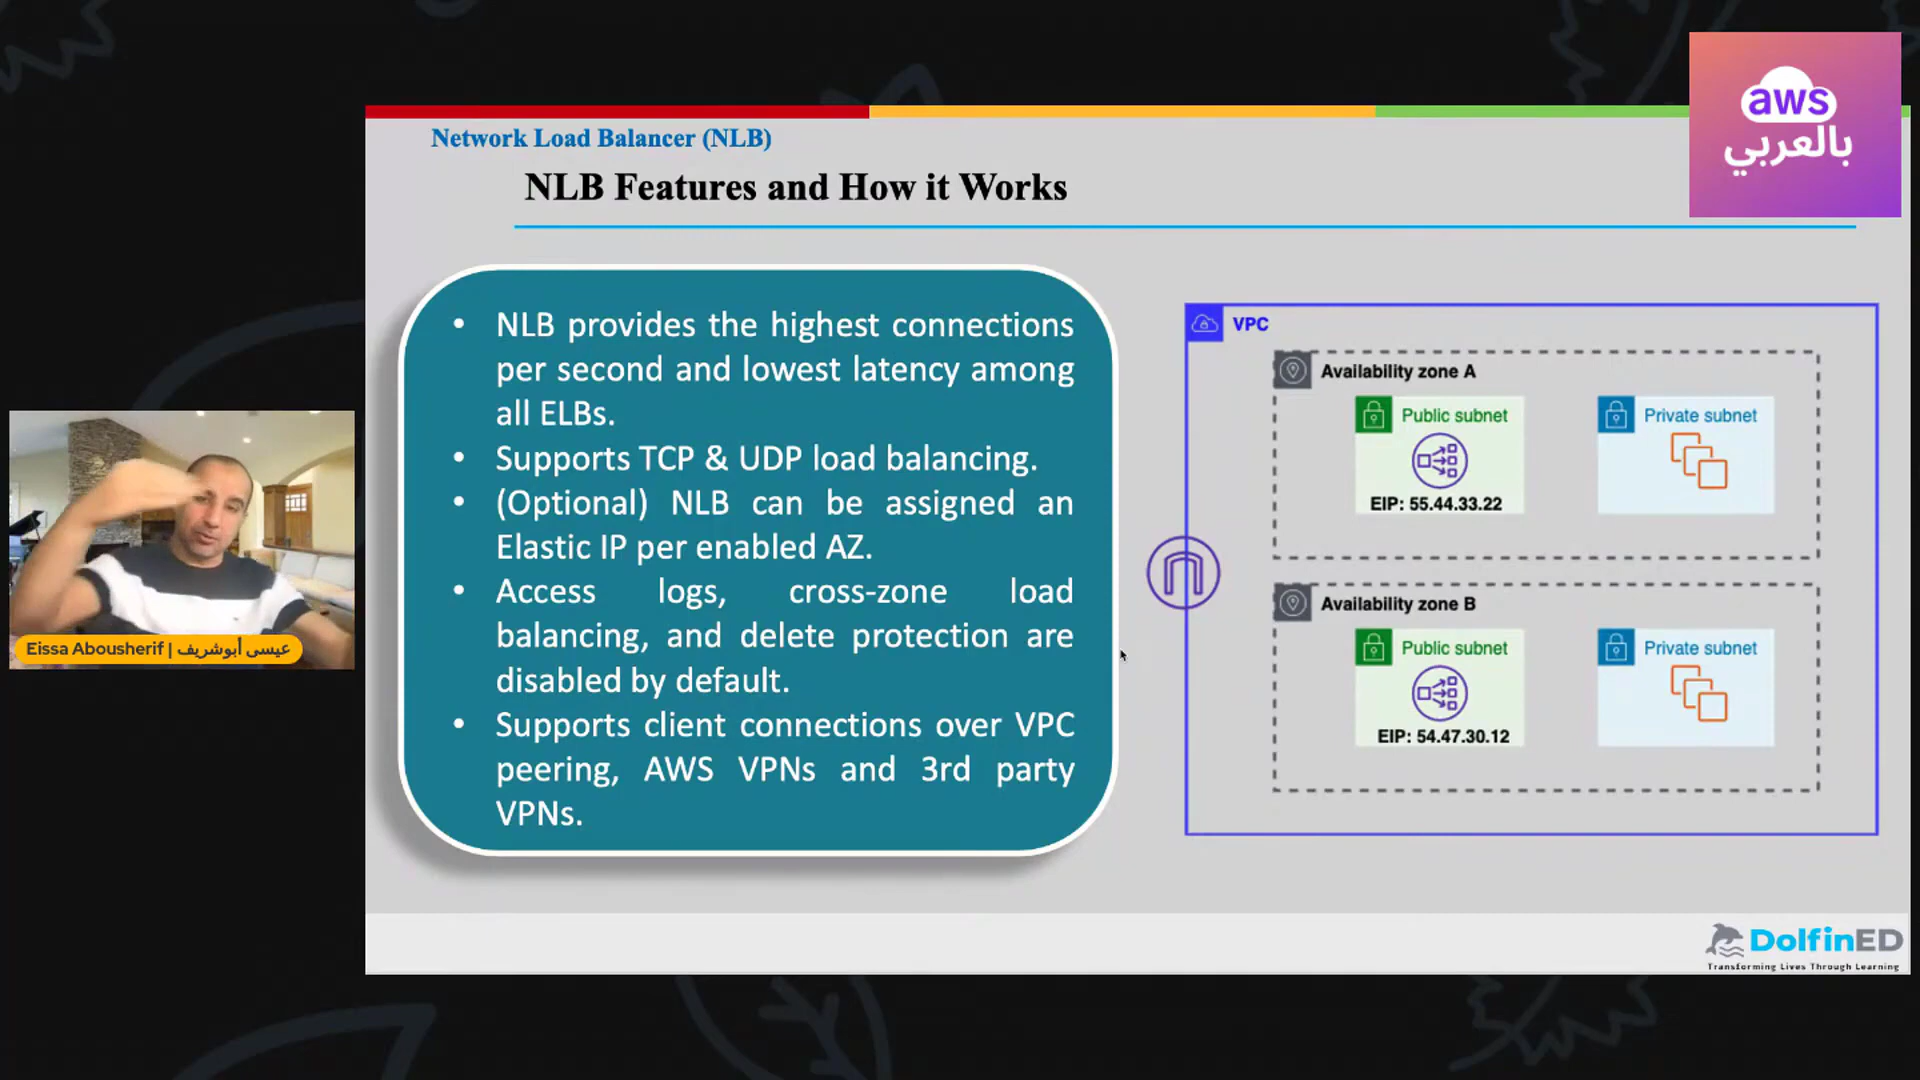 aws
بالعربي
Network Load Balancer (NLB)
NLB Features and How it Works
• NLB provides the highest connections
per second and lowest latency among
all ELBs.
• Supports TCP & UDP load balancing.
• (Optional) NLB can be assigned an
Elastic IP per enabled AZ.
• Access logs, cross-zone load
balancing, and delete protection are
disabled by default.
• Supports client connections over VPC
peering, AWS VPNs and 3rd party
VPNs.
VPC
Availability zone A
Public subnet
EIP: 55.44.33.22
Private subnet
Availability zone B
Public subnet
EIP: 54.47.30.12
Private subnet
Eissa Abousherif | عيسى أبوشريف
DolfinED
Transforming Lives Through Learning